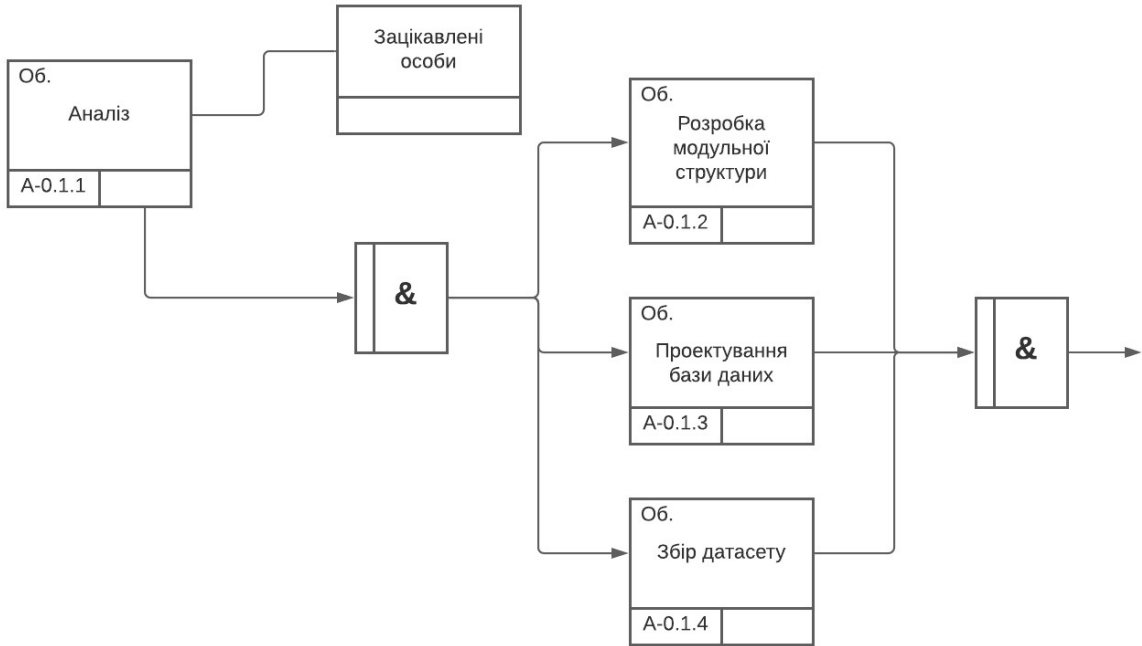 Об.
Аналіз
А-0.1.1
Зацікавлені
особи
&
Об.
Розробка
модульної
структури
А-0.1.2
Об.
Проектування
бази даних
А-0.1.3
Об.
Збір датасету
А-0.1.4
&